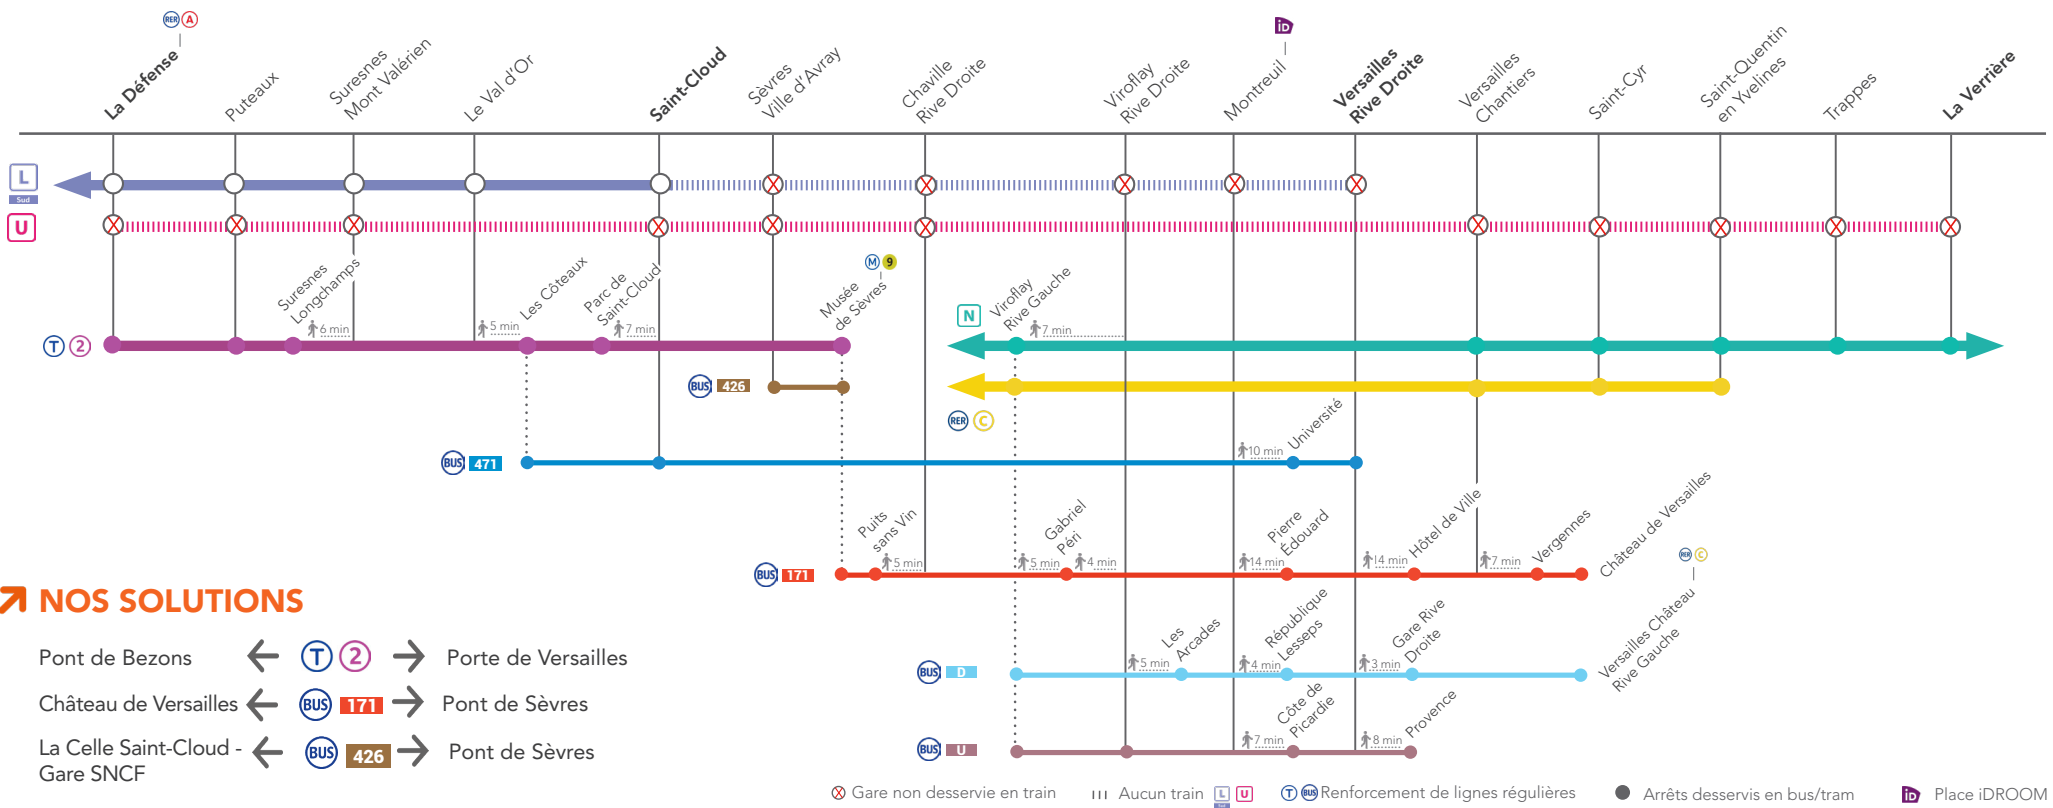 RER A
La Défense
Puteaux
Suresnes
Mont Valérien
Le Val d'Or
Saint-Cloud
Sèvres
Ville d'Avray
Chaville
Rive Droite
Viroflay
Rive Droite
iD
Montreuil
Versailles
Rive Droite
Versailles
Chantiers
Saint-Cyr
Saint-Quentin
en Yvelines
Trappes
La Verrière
L
Sud
U
Suresnes
Longchamps
6 min
5 min
Les Côteaux
Parc de
Saint-Cloud
7 min
M 9
Musée
de Sèvres
N
Viroflay
Rive Gauche
7 min
T 2
BUS 426
RER C
BUS 471
10 min
Université
Puits
sans Vin
5 min
5 min
Gabriel
Péri
4 min
14 min
Pierre
Édouard
14 min
Hôtel de Ville
7 min
Vergennes
Château de Versailles
BUS 171
RER C
Versailles Château
Rive Gauche
5 min
Les
Arcades
4 min
République
Lesseps
3 min
Gare Rive
Droite
BUS D
7 min
Côte de
Picardie
8 min
Provence
BUS U
NOS SOLUTIONS
Pont de Bezons T 2 Porte de Versailles
Château de Versailles BUS 171 Pont de Sèvres
La Celle Saint-Cloud -
Gare SNCF BUS 426 Pont de Sèvres
X Gare non desservie en train Aucun train L U T BUS Renforcement de lignes régulières Arrêts desservis en bus/tram iD Place iDROOM
Sud